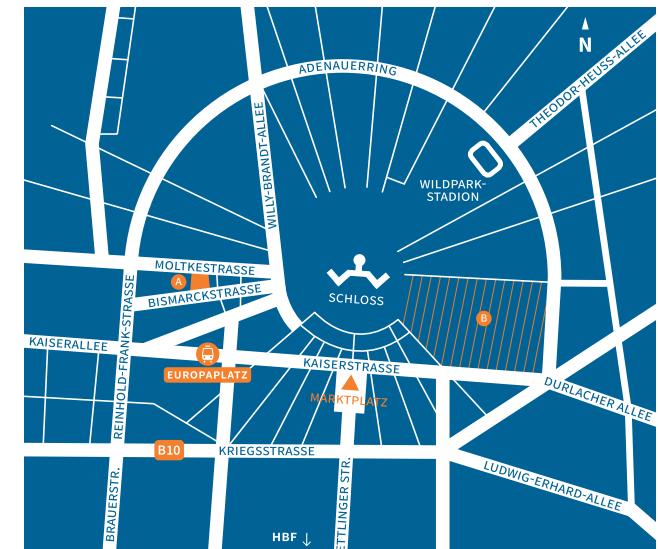 N
ADENAUERRING
THEODOR-HEUSS-ALLEE
WILLY-BRANDT-ALLEE
WILDPARK-
STADION
MOLTKESTRASSE
A
BISMARCKSTRASSE
SCHLOSS
B
REINHOLD-FRANK-STRASSE
KAISERALLEE
EUROPAPLATZ
KAISERSTRASSE
MARKTPLATZ
DURLACHER ALLEE
B10
KRIEGSSTRASSE
BRAUERSTR.
ETTLINGER STR.
LUDWIG-ERHARD-ALLEE
HBF ↓